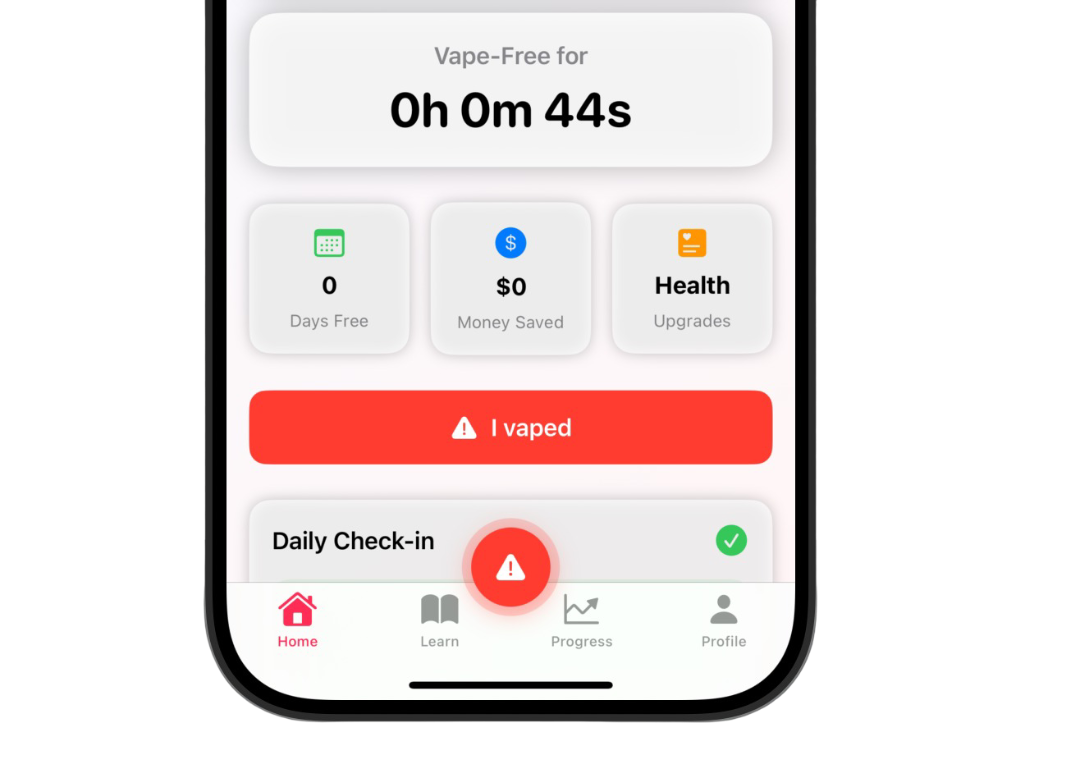 Vape-Free for
0h 0m 44s
0
Days Free
$0
Money Saved
Health
Upgrades
I vaped
Daily Check-in
Home
Learn
Progress
Profile